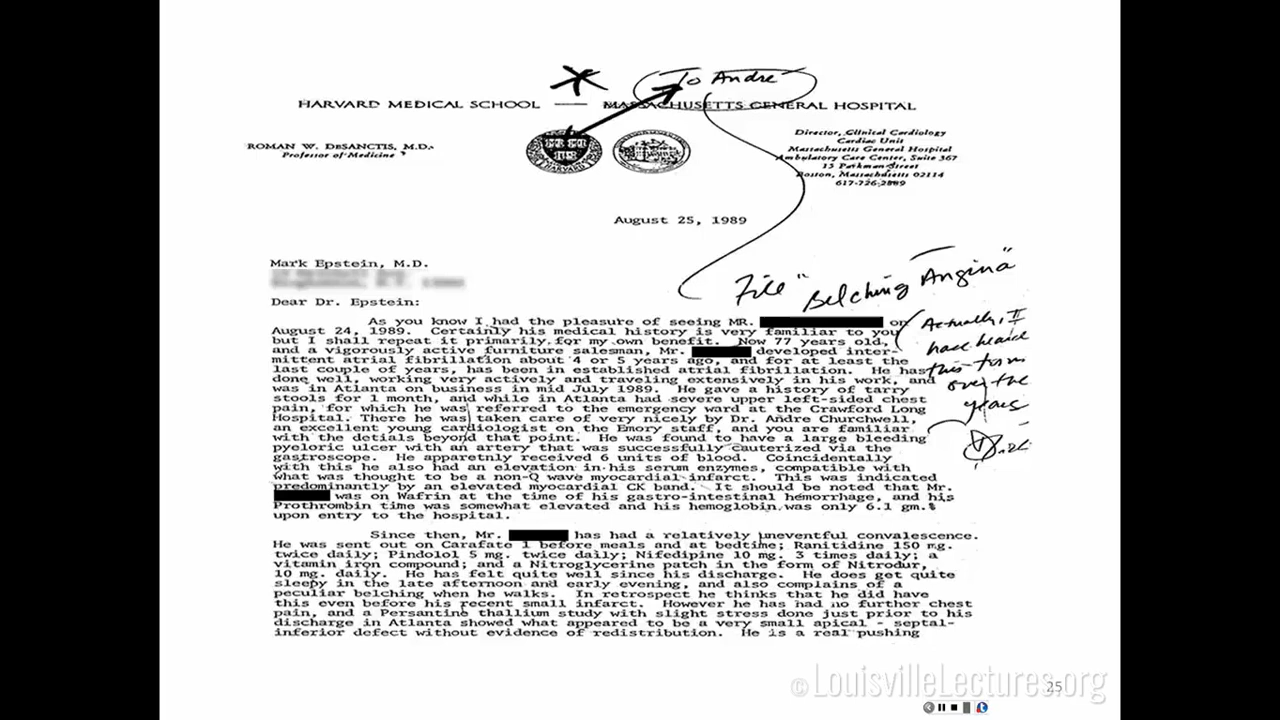 To Andre
HARVARD MEDICAL SCHOOL — MASSACHUSETTS GENERAL HOSPITAL
ROMAN W. DeSANCTIS, M.D.
Professor of Medicine
Director, Clinical Cardiology
Cardiac Unit
Massachusetts General Hospital
Ambulatory Care Center, Suite 367
15 Parkman Street
Boston, Massachusetts 02114
617-726-2889
HARVARD
August 25, 1989
Mark Epstein, M.D.
Dear Dr. Epstein:
File "Belching Angina"
Actually, I
have heard
this term
over the
years
As you know I had the pleasure of seeing MR. on
August 24, 1989. Certainly his medical history is very familiar to you
but I shall repeat it primarily for my own benefit. Now 77 years old,
and a vigorously active furniture salesman, Mr. developed inter-
mittent atrial fibrillation about 4 or 5 years ago, and for at least the
last couple of years, has been in established atrial fibrillation. He has
done well, working very actively and traveling extensively in his work, and
was in Atlanta on business in mid July 1989. He gave a history of tarry
stools for 1 month, and while in Atlanta had severe upper left-sided chest
pain, for which he was referred to the emergency ward at the Crawford Long
Hospital. There he was taken care of very nicely by Dr. Andre Churchwell,
an excellent young cardiologist on the Emory staff, and you are familiar
with the detials beyond that point. He was found to have a large bleeding
pyeloric ulcer with an artery that was successfully cauterized via the
gastroscope. He apparetnly received 6 units of blood. Coincidentally
with this he also had an elevation in his serum enzymes, compatible with
what was thought to be a non-Q wave myocardial infarct. This was indicated
predominantly by an elevated myocardial CK band. It should be noted that Mr.
was on Wafrin at the time of his gastro-intestinal hemorrhage, and his
Prothrombin time was somewhat elevated and his hemoglobin was only 6.1 gm.%
upon entry to the hospital.
Since then, Mr. has had a relatively uneventful convalescence.
He was sent out on Carafate 1 before meals and at bedtime; Ranitidine 150 mg.
twice daily; Pindolol 5 mg. twice daily; Nifedipine 10 mg. 3 times daily; a
vitamin iron compound; and a Nitroglycerine patch in the form of Nitrodur,
10 mg. daily. He has felt quite well since his discharge. He does get quite
sleepy in the late afternoon and early evening, and also complains of a
peculiar belching when he walks. In retrospect he thinks that he did have
this even before his recent small infarct. However he has had no further chest
pain, and a Persantine thallium study with slight stress done just prior to his
discharge in Atlanta showed what appeared to be a very small apical - septal-
inferior defect without evidence of redistribution. He is a real pushing
©LouisvilleLectures.org
25